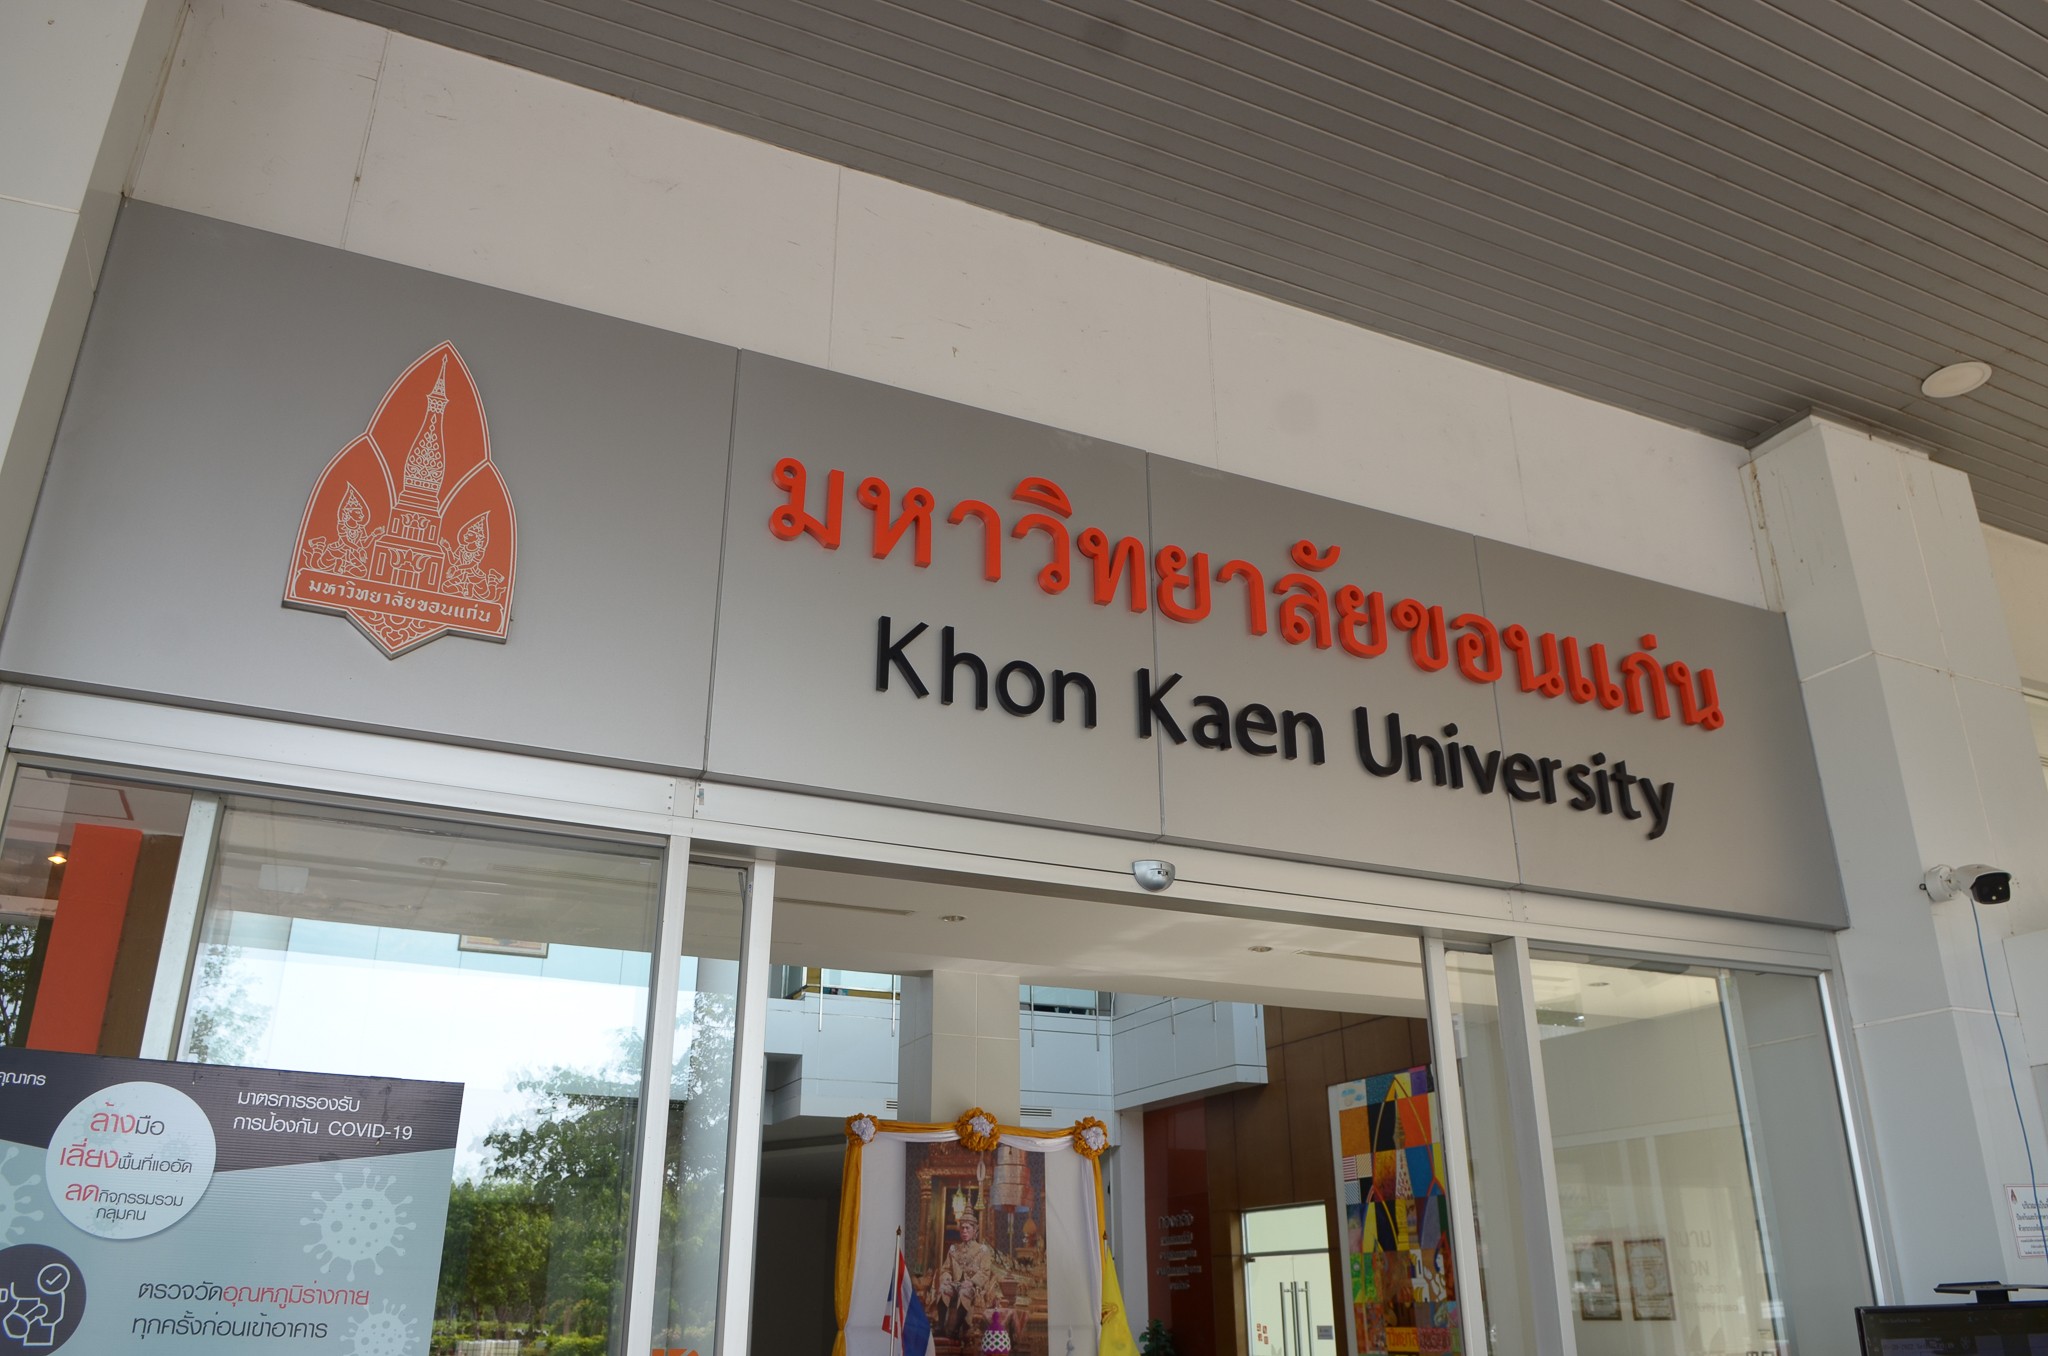 มหาวิทยาลัยขอนแก่น
มหาวิทยาลัยขอนแก่น
Khon Kaen University
มาตรการรองรับ
การป้องกัน COVID-19
ล้างมือ
เลี่ยงพื้นที่แออัด
ลดกิจกรรมรวม
กลุ่มคน
ตรวจวัดอุณหภูมิร่างกาย
ทุกครั้งก่อนเข้าอาคาร